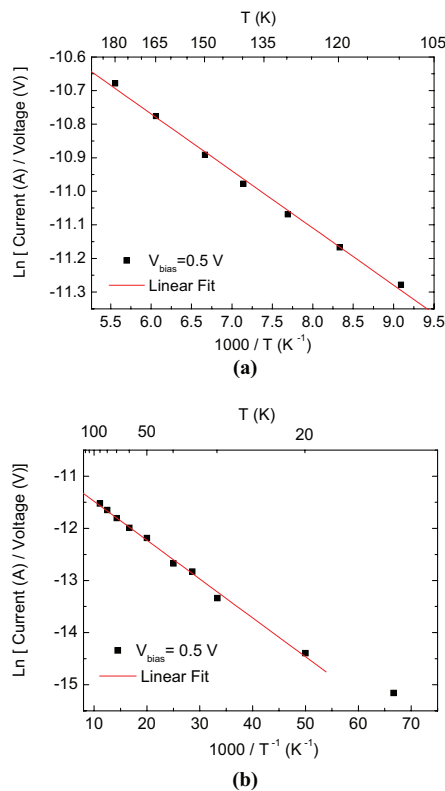 T (K)
180 165 150 135 120 105
-10.6
-10.7
-10.8
-10.9
-11.0
-11.1
-11.2
-11.3
Ln [ Current (A) / Voltage (V) ]
V_bias=0.5 V
Linear Fit
5.5 6.0 6.5 7.0 7.5 8.0 8.5 9.0 9.5
1000 / T (K^-1)
(a)
T (K)
100 50 20
-11
-12
-13
-14
-15
Ln [ Current (A) / Voltage (V)]
V_bias= 0.5 V
Linear Fit
10 20 30 40 50 60 70
1000 / T^-1 (K^-1)
(b)